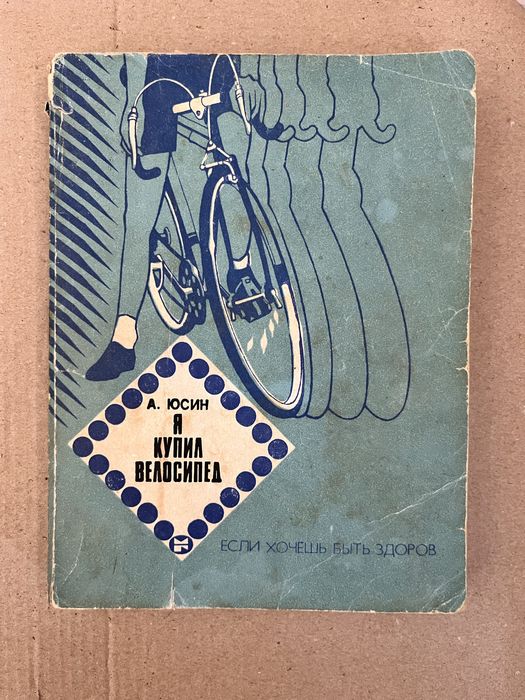 А. ЮСИН
Я
КУПИЛ
ВЕЛОСИПЕД
ЕСЛИ ХОЧЕШЬ БЫТЬ ЗДОРОВ